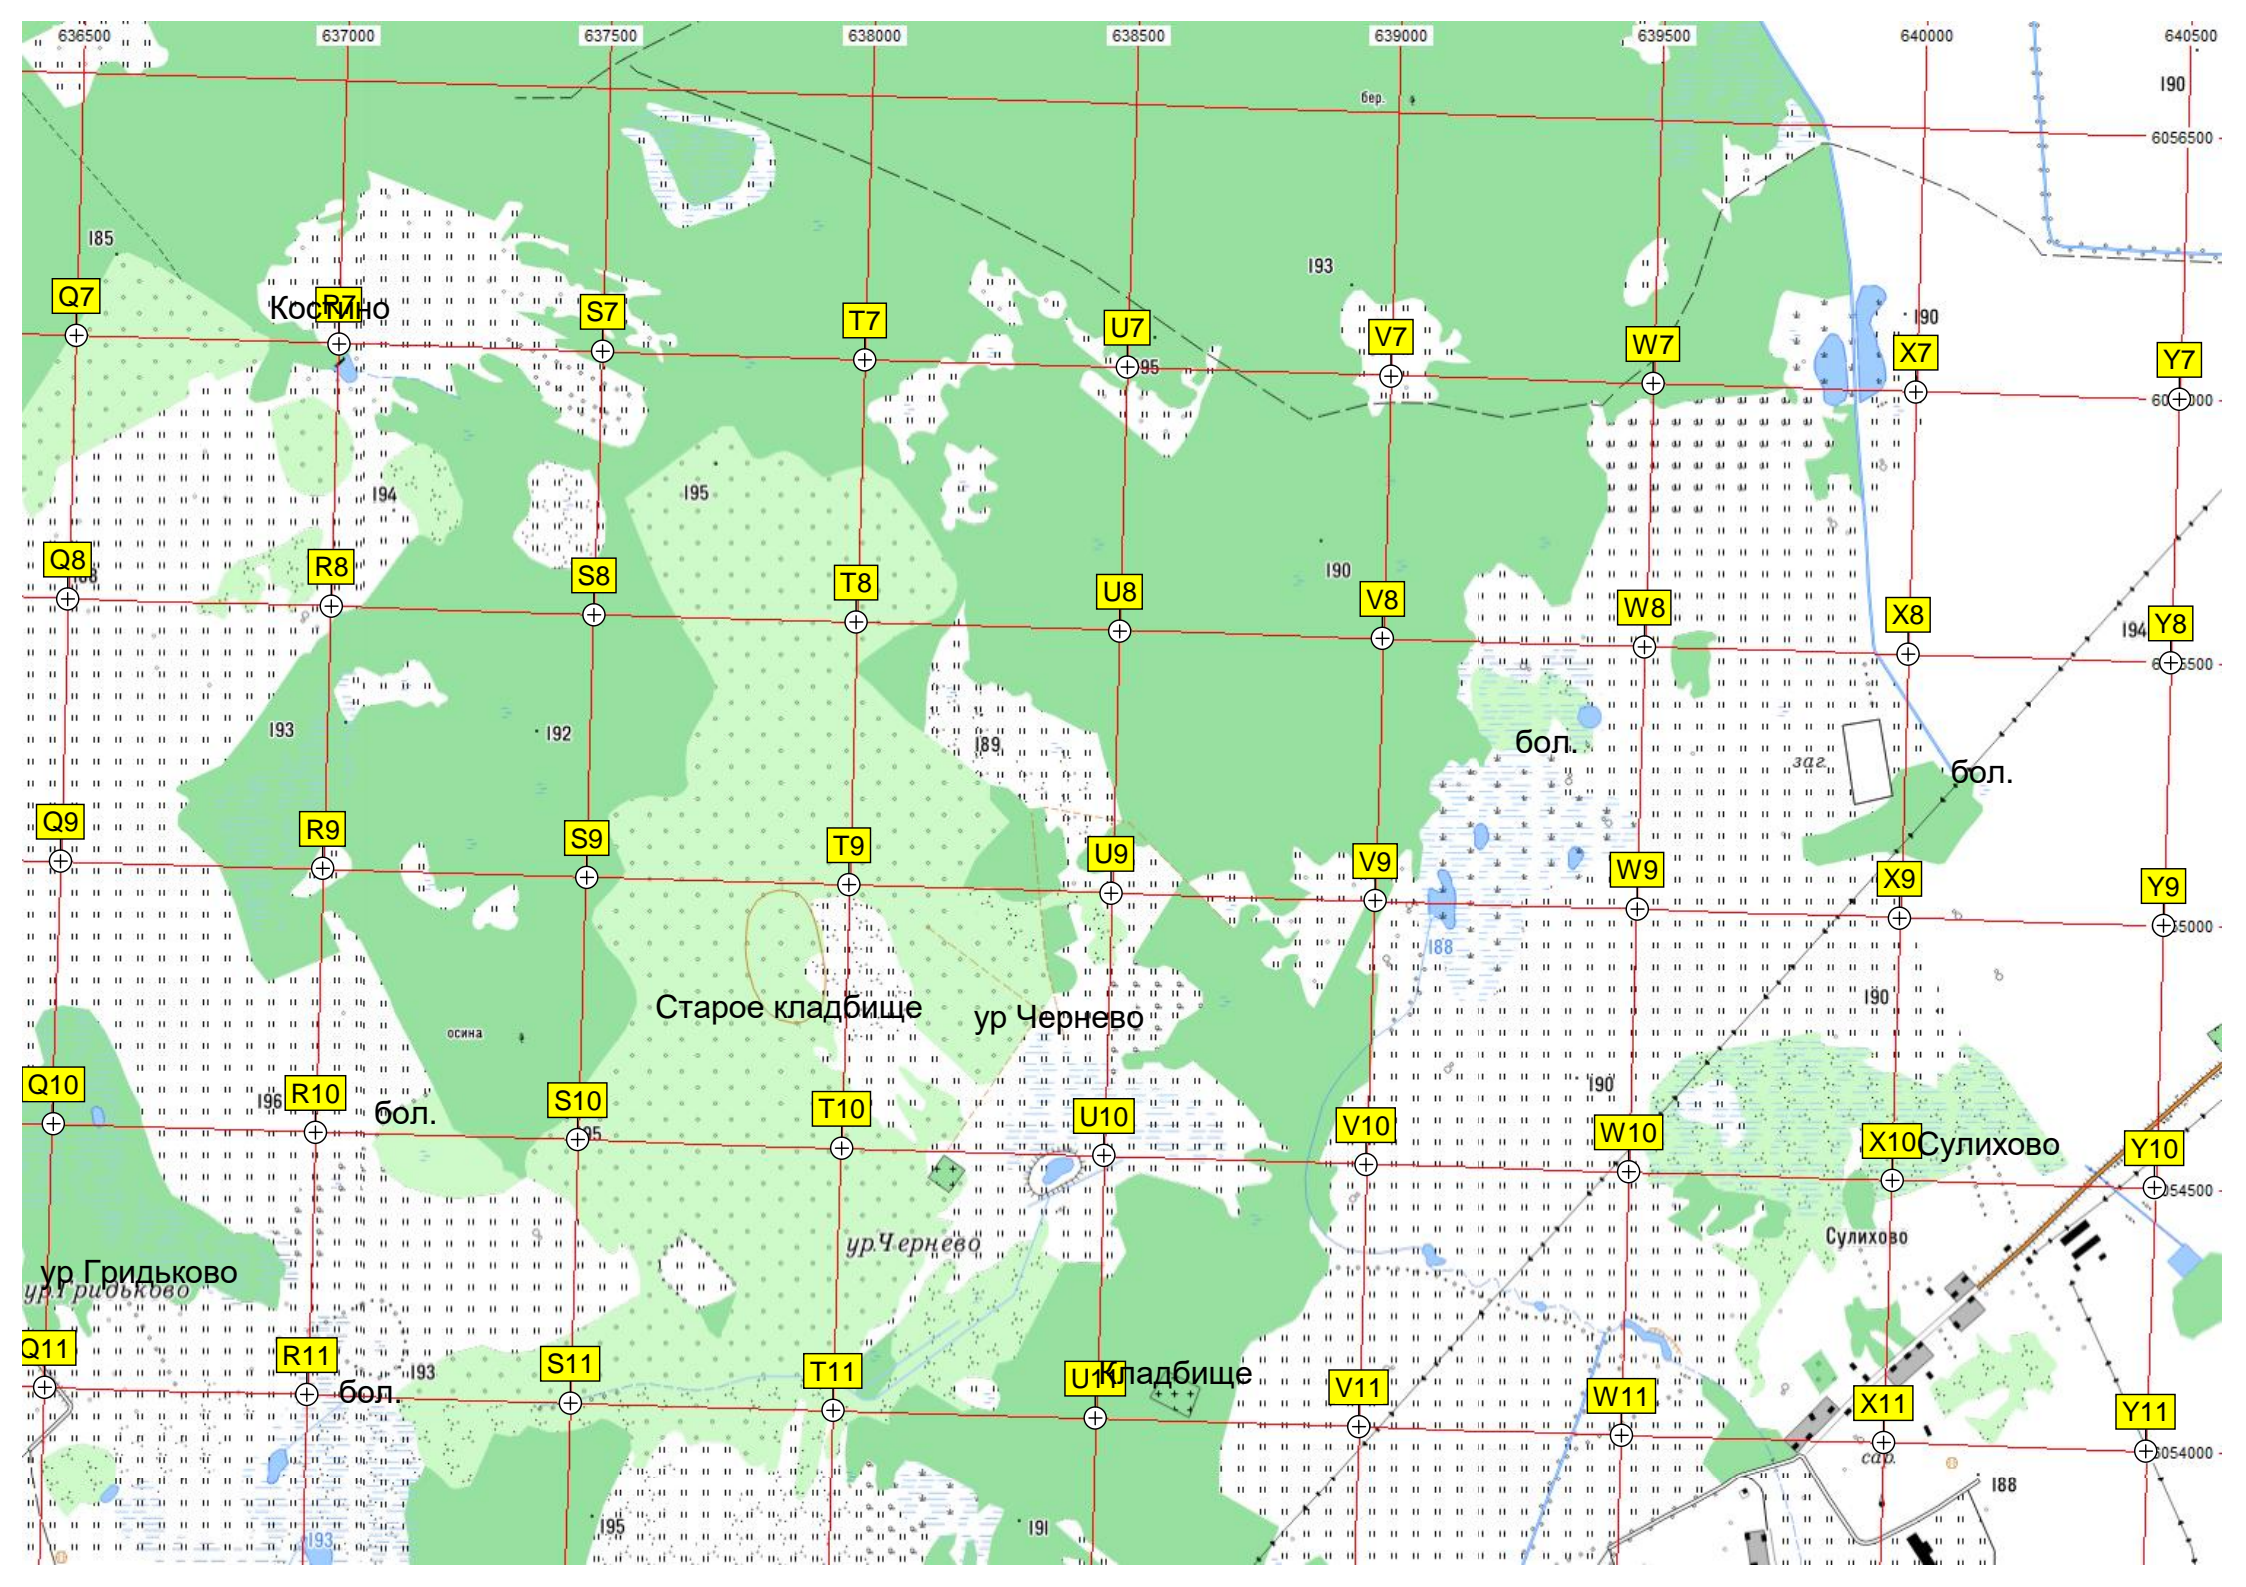 636500 637000 637500 638000 638500 639000 639500 640000 640500
190
бер.
6056500
185
193
Q7 Костино S7 T7 U7 V7 W7 X7 190 Y7
195
194
195
190
Q8 R8 S8 T8 U8 V8 W8 X8 194 Y8
193
192
189
бол.
заг.
бол.
Q9 R9 S9 T9 U9 V9 W9 X9 Y9
188
190
Старое кладбище
ур Чернево
осина
190
Q10 196 R10 бол. S10 T10 U10 V10 W10 X10 Сулихово Y10
ур.Чернево
Сулихово
ур Гридьково
ур.Гридьково
Q11 R11 193 S11 T11 U11 Кладбище V11 W11 X11 Y11
бол.
6054000
сар.
188
195
191
193